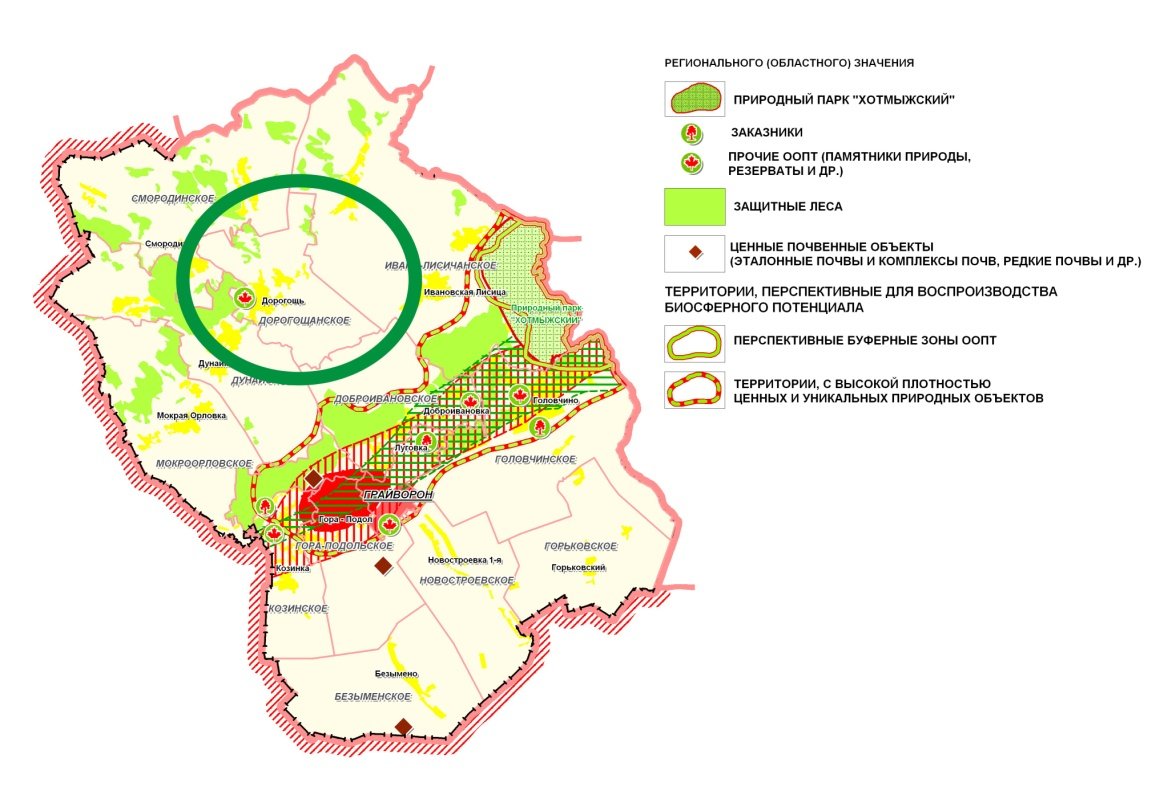 РЕГИОНАЛЬНОГО (ОБЛАСТНОГО) ЗНАЧЕНИЯ
ПРИРОДНЫЙ ПАРК "ХОТМЫЖСКИЙ"
ЗАКАЗНИКИ
ПРОЧИЕ ООПТ (ПАМЯТНИКИ ПРИРОДЫ,
РЕЗЕРВАТЫ И ДР.)
ЗАЩИТНЫЕ ЛЕСА
ЦЕННЫЕ ПОЧВЕННЫЕ ОБЪЕКТЫ
(ЭТАЛОННЫЕ ПОЧВЫ И КОМПЛЕКСЫ ПОЧВ, РЕДКИЕ ПОЧВЫ И ДР.)
ТЕРРИТОРИИ, ПЕРСПЕКТИВНЫЕ ДЛЯ ВОСПРОИЗВОДСТВА
БИОСФЕРНОГО ПОТЕНЦИАЛА
ПЕРСПЕКТИВНЫЕ БУФЕРНЫЕ ЗОНЫ ООПТ
ТЕРРИТОРИИ, С ВЫСОКОЙ ПЛОТНОСТЬЮ
ЦЕННЫХ И УНИКАЛЬНЫХ ПРИРОДНЫХ ОБЪЕКТОВ
СМОРОДИНСКОЕ
ЛИСИЧАНСКОЕ
Ивановская Лисица
Дорогощь
ДОРОГОЩАНСКОЕ
Природный парк
"ХОТМЫЖСКИЙ"
ДОБРОИВАНОВСКОЕ
Доброивановка
Головчино
Мокрая Орловка
Луговка
МОКРООРЛОВСКОЕ
ГОЛОВЧИНСКОЕ
ГРАЙВОРОН
Гора - Подол
ГОРА-ПОДОЛЬСКОЕ
Козинка
Новостроевка 1-я
НОВОСТРОЕВСКОЕ
ГОРЬКОВСКОЕ
Горьковский
КОЗИНСКОЕ
Безымено
БЕЗЫМЕНСКОЕ